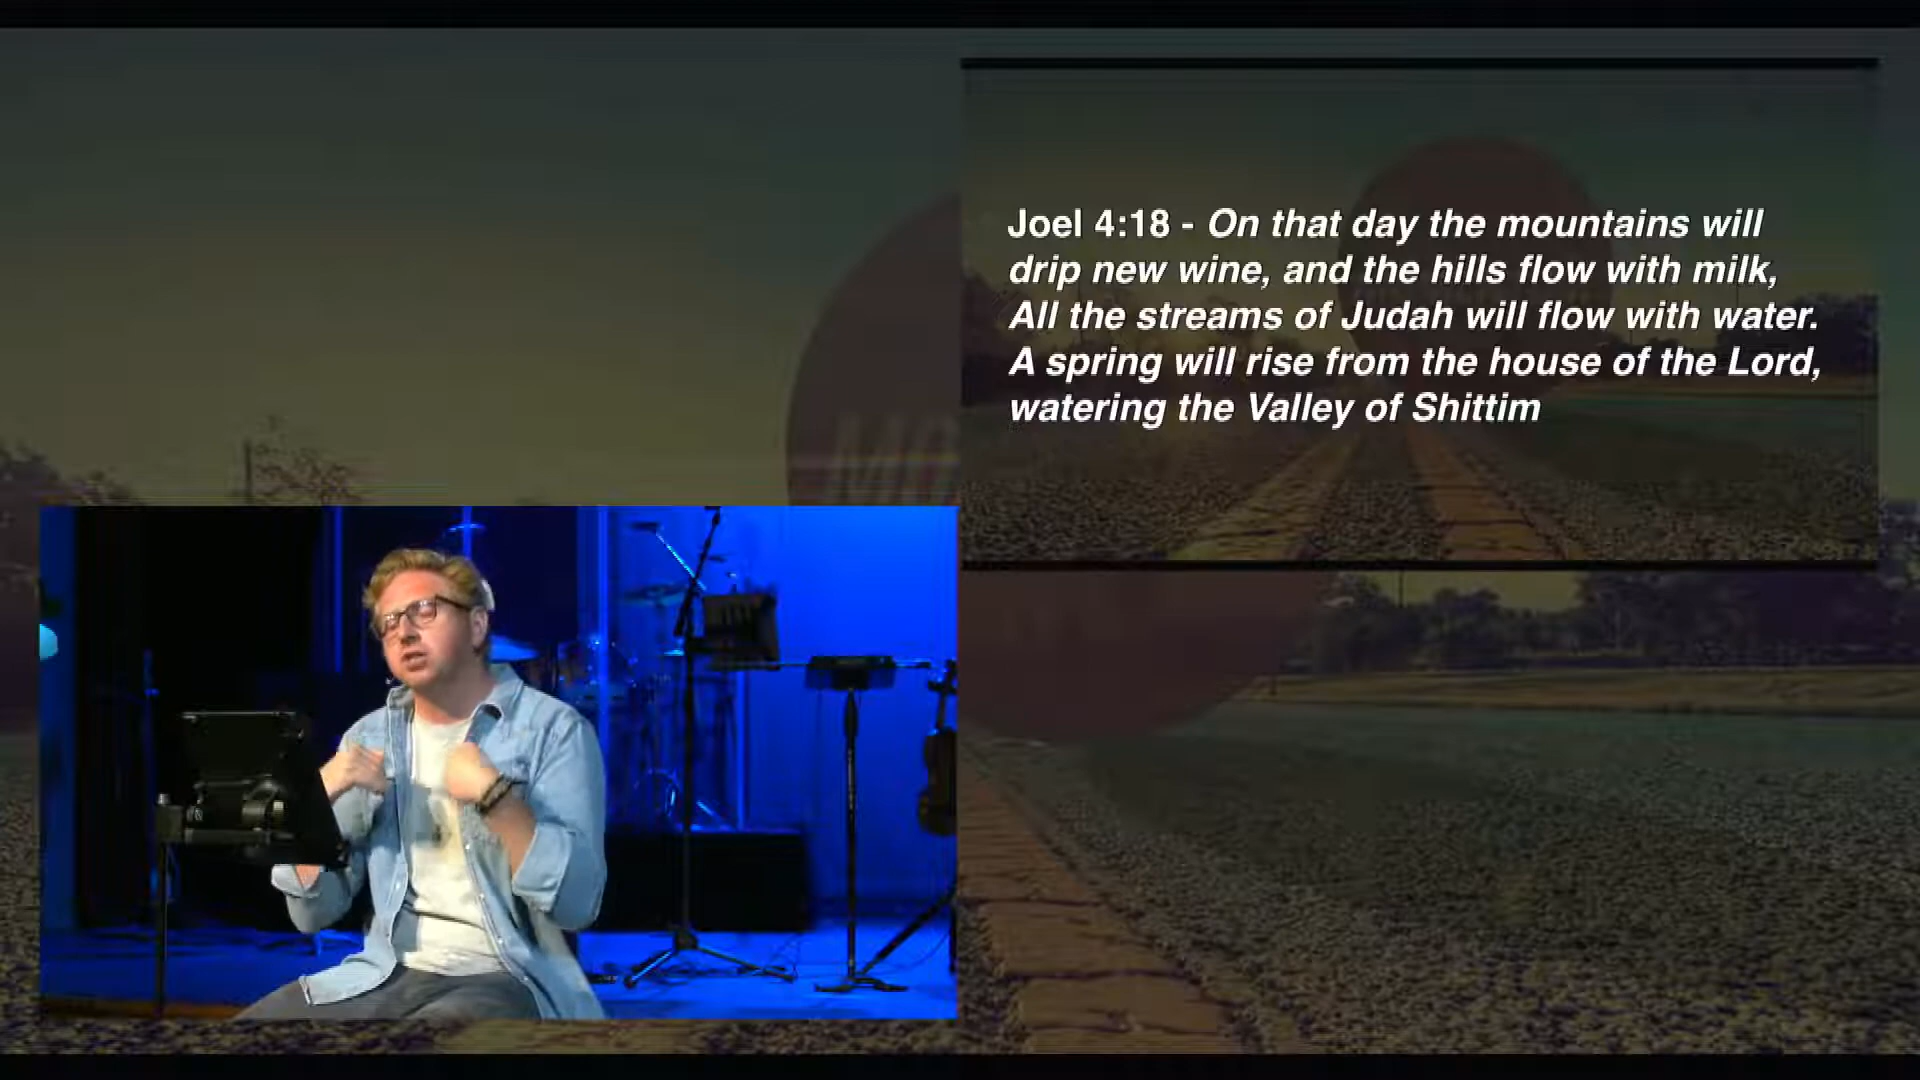 Joel 4:18 - On that day the mountains will
drip new wine, and the hills flow with milk,
All the streams of Judah will flow with water.
A spring will rise from the house of the Lord,
watering the Valley of Shittim